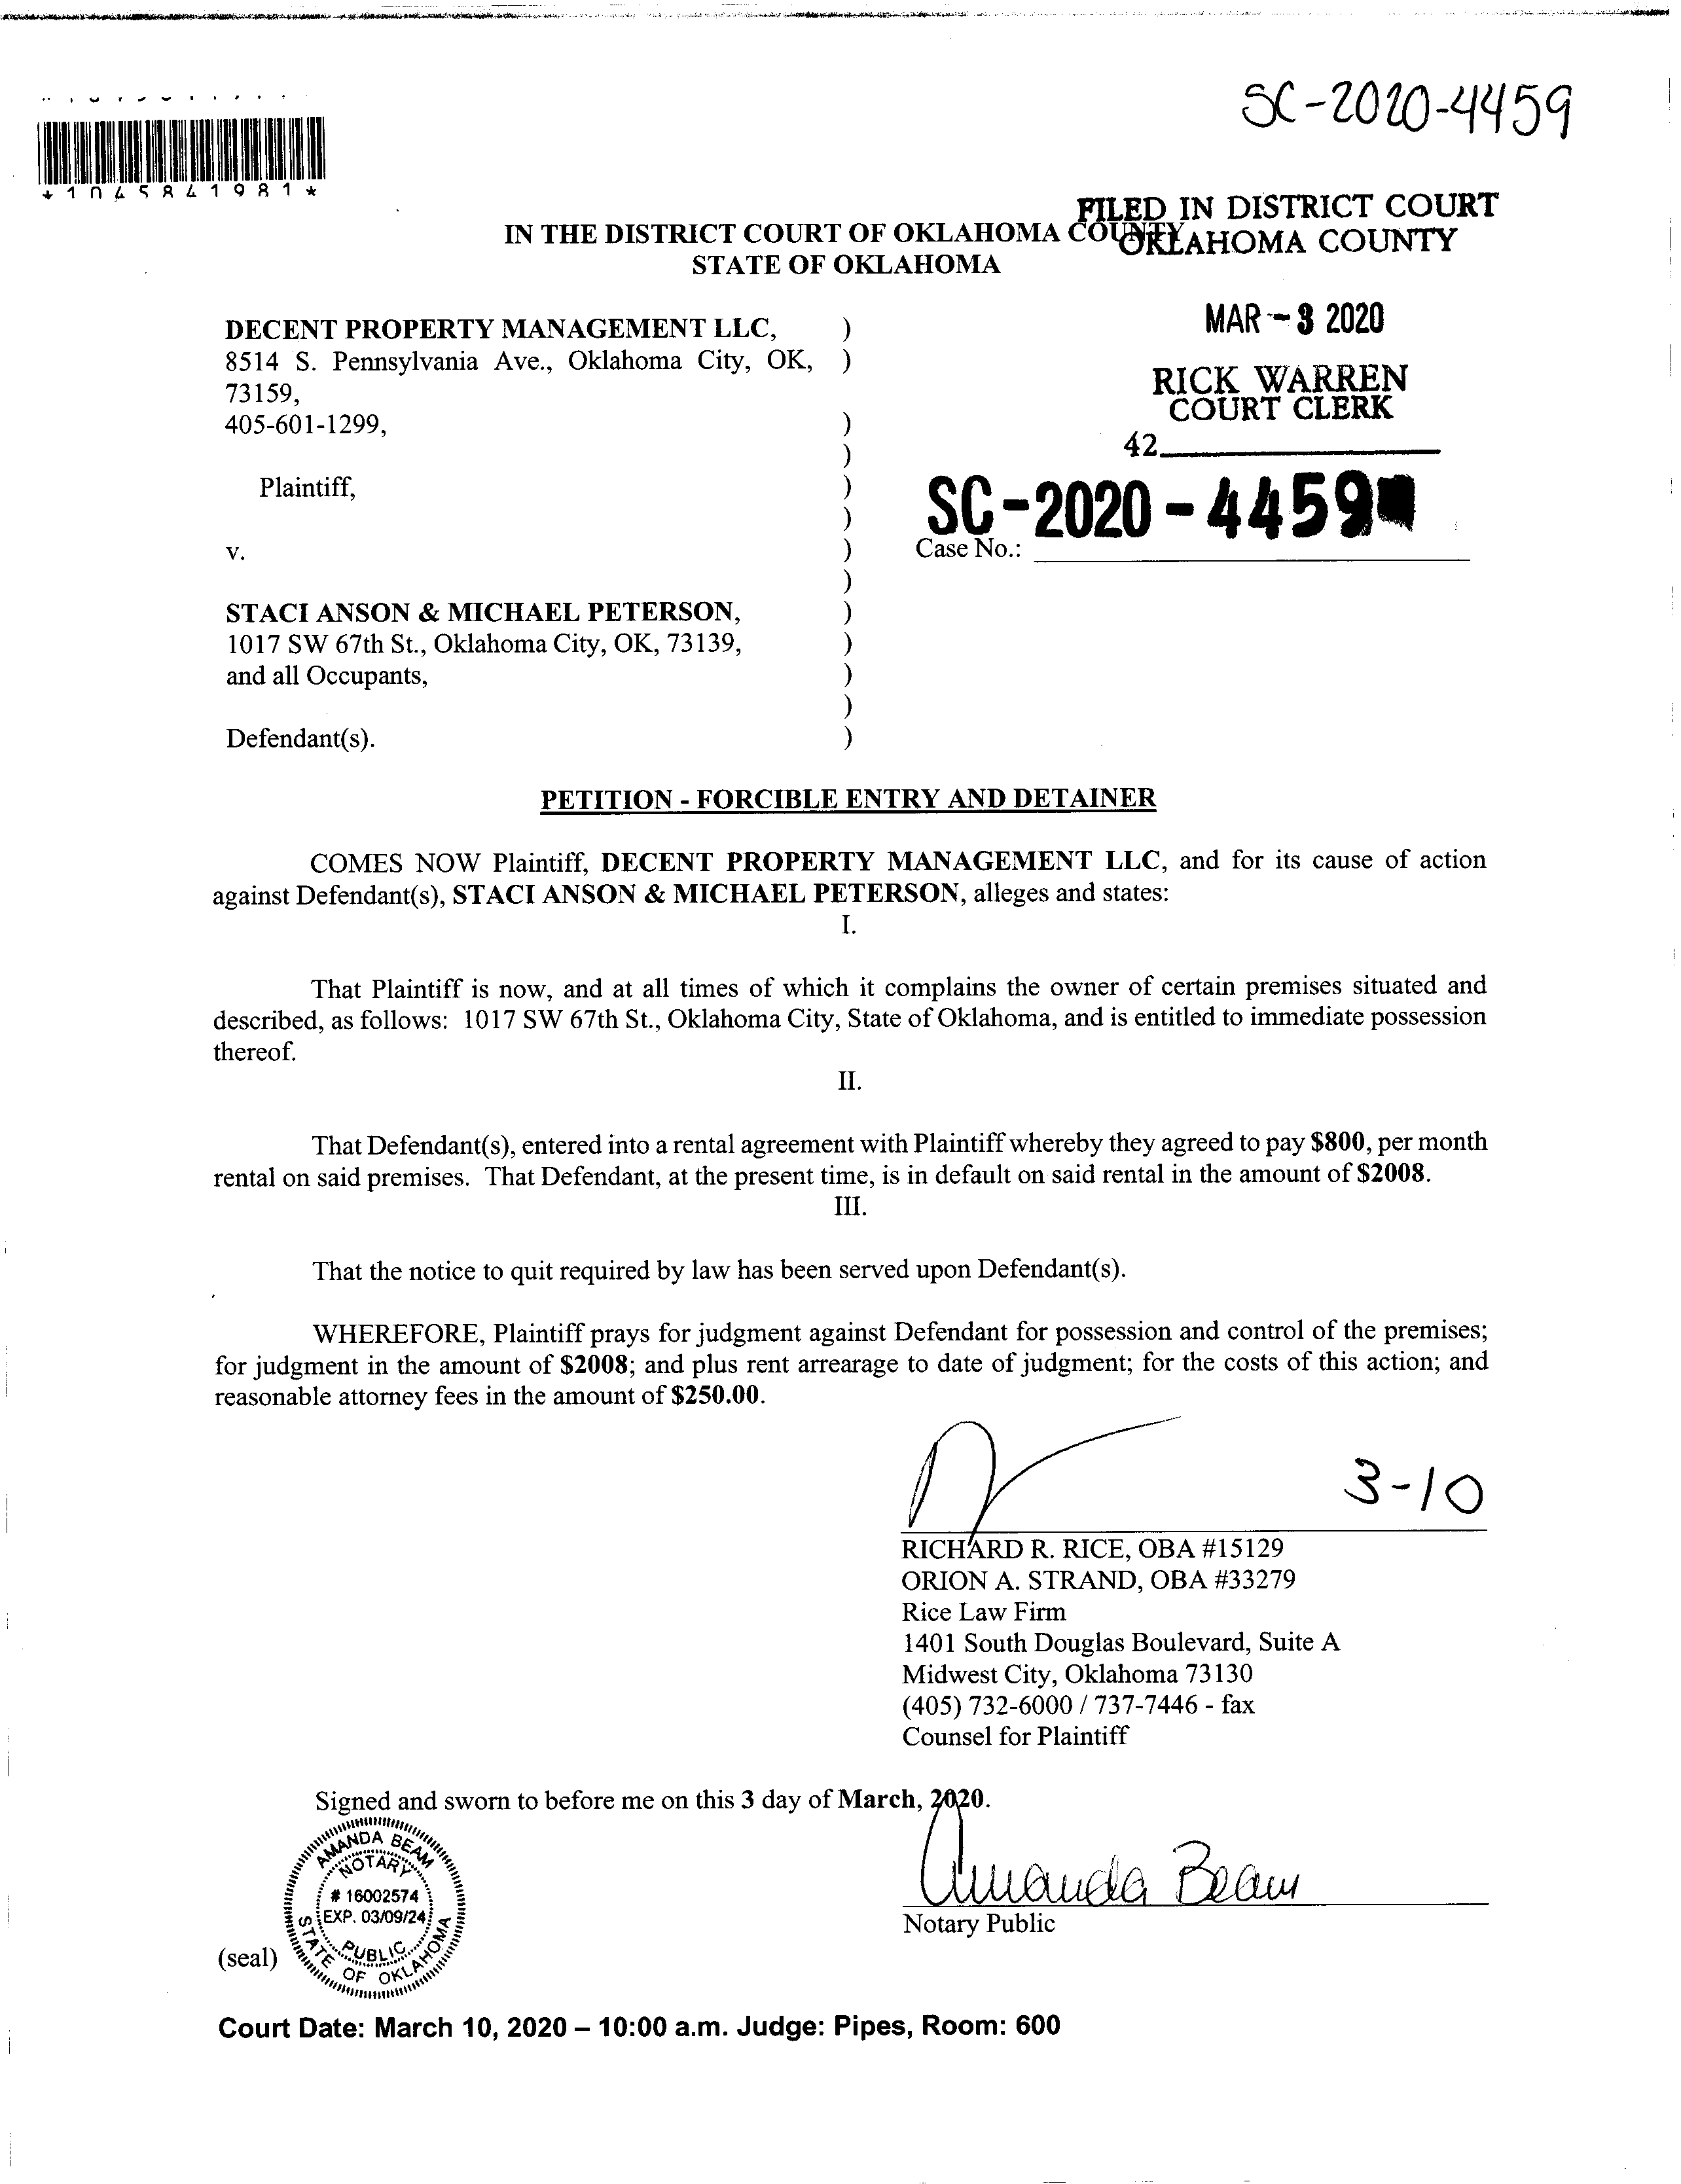 SC-2020-4459
*1045841981*
FILED IN DISTRICT COURT
OKLAHOMA COUNTY
IN THE DISTRICT COURT OF OKLAHOMA COUNTY
STATE OF OKLAHOMA
MAR -3 2020
RICK WARREN
COURT CLERK
42
SC-2020-4459
Case No.:
DECENT PROPERTY MANAGEMENT LLC, )
8514 S. Pennsylvania Ave., Oklahoma City, OK, )
73159,
405-601-1299, )
)
Plaintiff, )
)
v. )
)
STACI ANSON & MICHAEL PETERSON, )
1017 SW 67th St., Oklahoma City, OK, 73139, )
and all Occupants, )
)
Defendant(s). )
PETITION - FORCIBLE ENTRY AND DETAINER
COMES NOW Plaintiff, DECENT PROPERTY MANAGEMENT LLC, and for its cause of action
against Defendant(s), STACI ANSON & MICHAEL PETERSON, alleges and states:
I.
That Plaintiff is now, and at all times of which it complains the owner of certain premises situated and
described, as follows: 1017 SW 67th St., Oklahoma City, State of Oklahoma, and is entitled to immediate possession
thereof.
II.
That Defendant(s), entered into a rental agreement with Plaintiff whereby they agreed to pay $800, per month
rental on said premises. That Defendant, at the present time, is in default on said rental in the amount of $2008.
III.
That the notice to quit required by law has been served upon Defendant(s).
WHEREFORE, Plaintiff prays for judgment against Defendant for possession and control of the premises;
for judgment in the amount of $2008; and plus rent arrearage to date of judgment; for the costs of this action; and
reasonable attorney fees in the amount of $250.00.
3-10
RICHARD R. RICE, OBA #15129
ORION A. STRAND, OBA #33279
Rice Law Firm
1401 South Douglas Boulevard, Suite A
Midwest City, Oklahoma 73130
(405) 732-6000 / 737-7446 - fax
Counsel for Plaintiff
Signed and sworn to before me on this 3 day of March, 2020.
AMANDA BEAM
NOTARY
# 16002574
EXP. 03/09/24
PUBLIC
STATE OF OKLAHOMA
Amanda Beam
Notary Public
(seal)
Court Date: March 10, 2020 – 10:00 a.m. Judge: Pipes, Room: 600